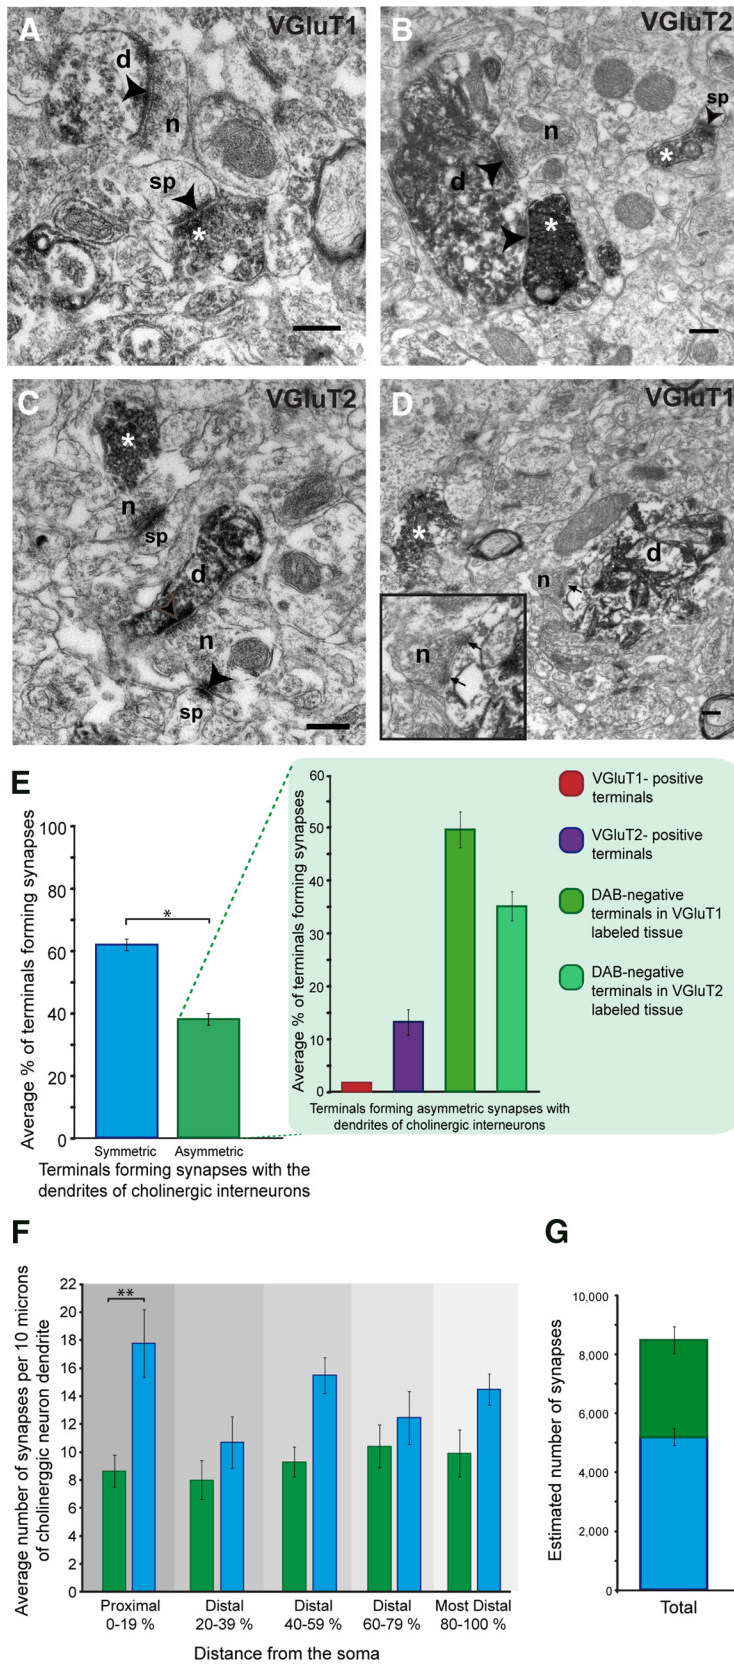 A
VGluT1
d
n
sp
*
B
VGluT2
sp
n
*
d
*
C
VGluT2
*
n
sp
d
n
sp
D
VGluT1
*
d
n
n
E
Average % of terminals forming synapses
100
80
60
40
20
0
*
Symmetric Asymmetric
Terminals forming synapses with the
dendrites of cholinergic interneurons
Average % of terminals forming synapses
60
50
40
30
20
10
0
Terminals forming asymmetric synapses with
dendrites of cholinergic interneurons
VGluT1- positive
terminals
VGluT2- positive
terminals
DAB-negative
terminals in VGluT1
labeled tissue
DAB-negative
terminals in VGluT2
labeled tissue
F
Average number of synapses per 10 microns
of cholinerggic neuron dendrite
22
20
18
16
14
12
10
8
6
4
2
0
**
Proximal Distal Distal Distal Most Distal
0-19 % 20-39 % 40-59 % 60-79 % 80-100 %
Distance from the soma
G
Estimated number of synapses
10,000
8,000
6,000
4,000
2,000
0
Total